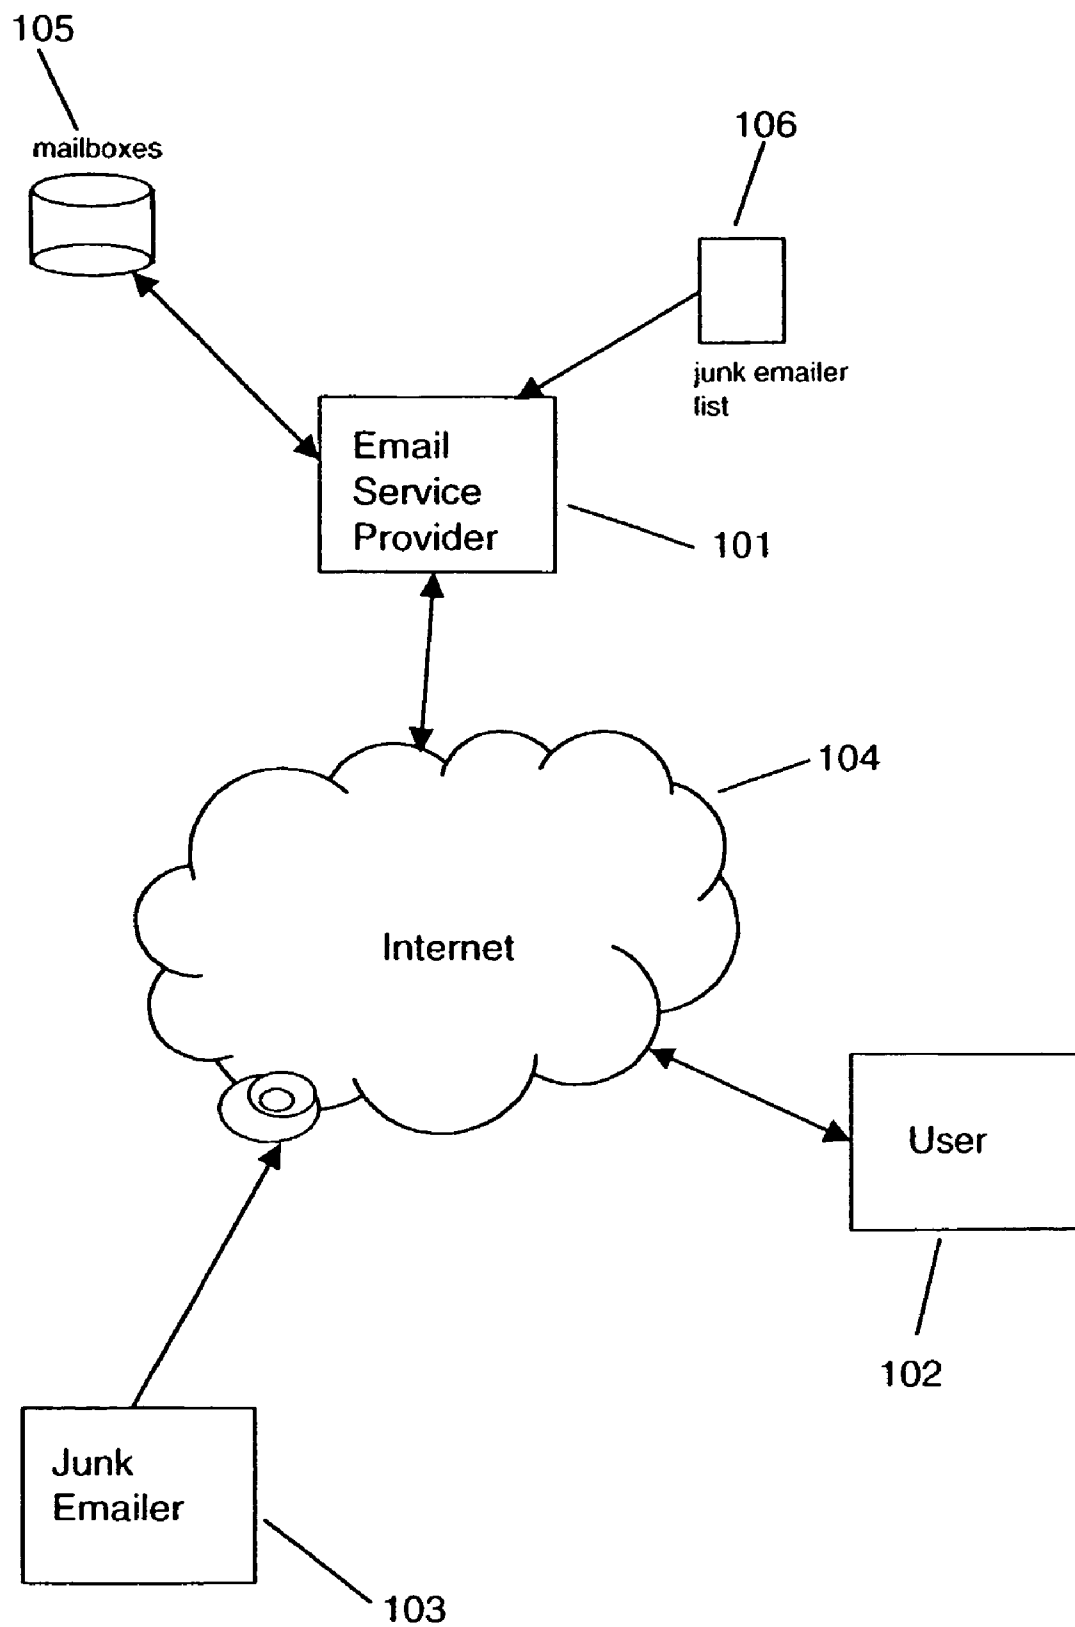 105
mailboxes
106
junk emailer
list
Email
Service
Provider
101
104
Internet
User
102
Junk
Emailer
103